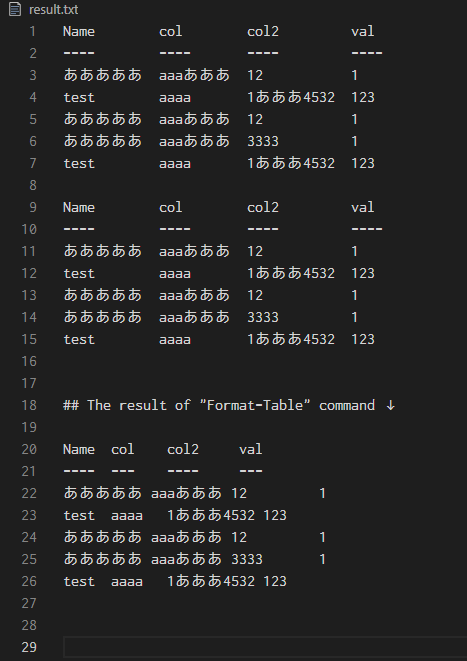 result.txt
1 Name        col        col2         val
2 ----        ----       ----         ----
3 あああああ  aaaあああ  12           1
4 test        aaaa       1あああ4532  123
5 あああああ  aaaあああ  12           1
6 あああああ  aaaあああ  3333         1
7 test        aaaa       1あああ4532  123
8
9 Name        col        col2         val
10 ----        ----       ----         ----
11 あああああ  aaaあああ  12           1
12 test        aaaa       1あああ4532  123
13 あああああ  aaaあああ  12           1
14 あああああ  aaaあああ  3333         1
15 test        aaaa       1あああ4532  123
16
17
18 ## The result of ”Format-Table” command ↓
19
20 Name  col    col2     val
21 ----  ---    ----     ---
22 あああああ aaaあああ 12         1
23 test  aaaa   1あああ4532 123
24 あああああ aaaあああ 12         1
25 あああああ aaaあああ 3333       1
26 test  aaaa   1あああ4532 123
27
28
29